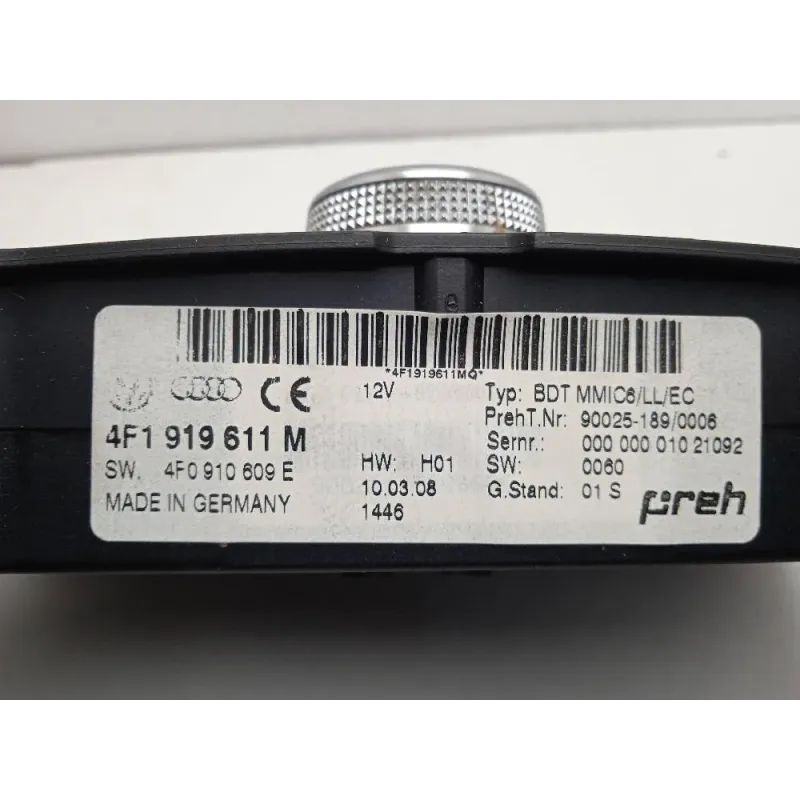 *4F1919611MQ*
CE 12V Typ: BDT MMIC6/LL/EC
4F1 919 611 M PrehT.Nr: 90025-189/0006
Sernr.: 000 000 010 21092
SW. 4F0 910 609 E HW: H01 SW: 0060
MADE IN GERMANY 10.03.08 G.Stand: 01 S
1446 preh